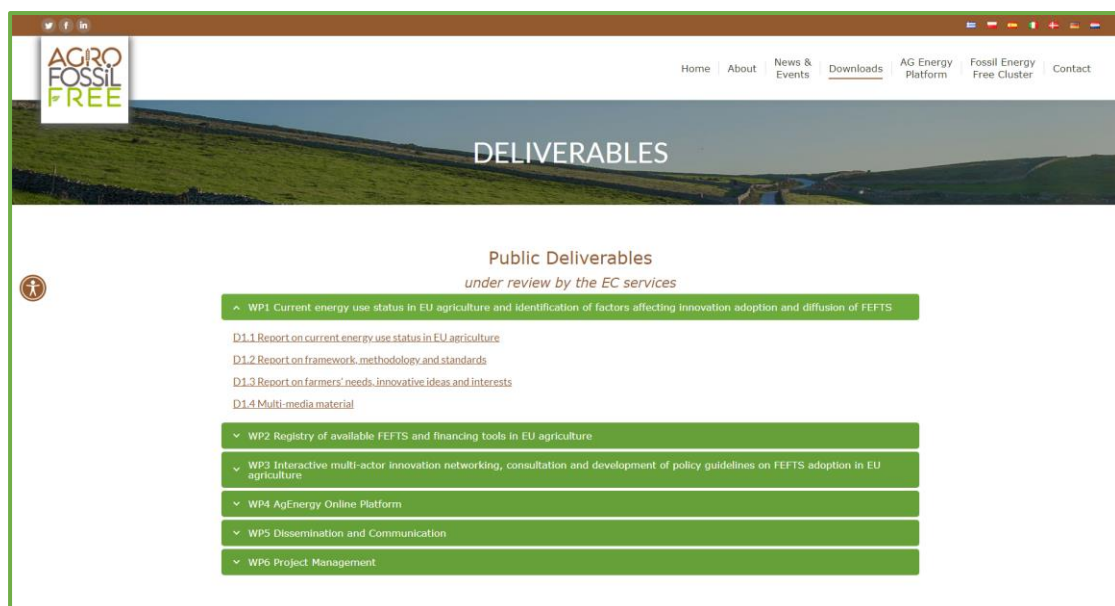 AGRO
FOSSIL
FREE
Home
About
News &
Events
Downloads
AG Energy
Platform
Fossil Energy
Free Cluster
Contact
DELIVERABLES
Public Deliverables
under review by the EC services
WP1 Current energy use status in EU agriculture and identification of factors affecting innovation adoption and diffusion of FEFTS
D1.1 Report on current energy use status in EU agriculture
D1.2 Report on framework, methodology and standards
D1.3 Report on farmers' needs, innovative ideas and interests
D1.4 Multi-media material
WP2 Registry of available FEFTS and financing tools in EU agriculture
WP3 Interactive multi-actor innovation networking, consultation and development of policy guidelines on FEFTS adoption in EU
agriculture
WP4 AgEnergy Online Platform
WP5 Dissemination and Communication
WP6 Project Management